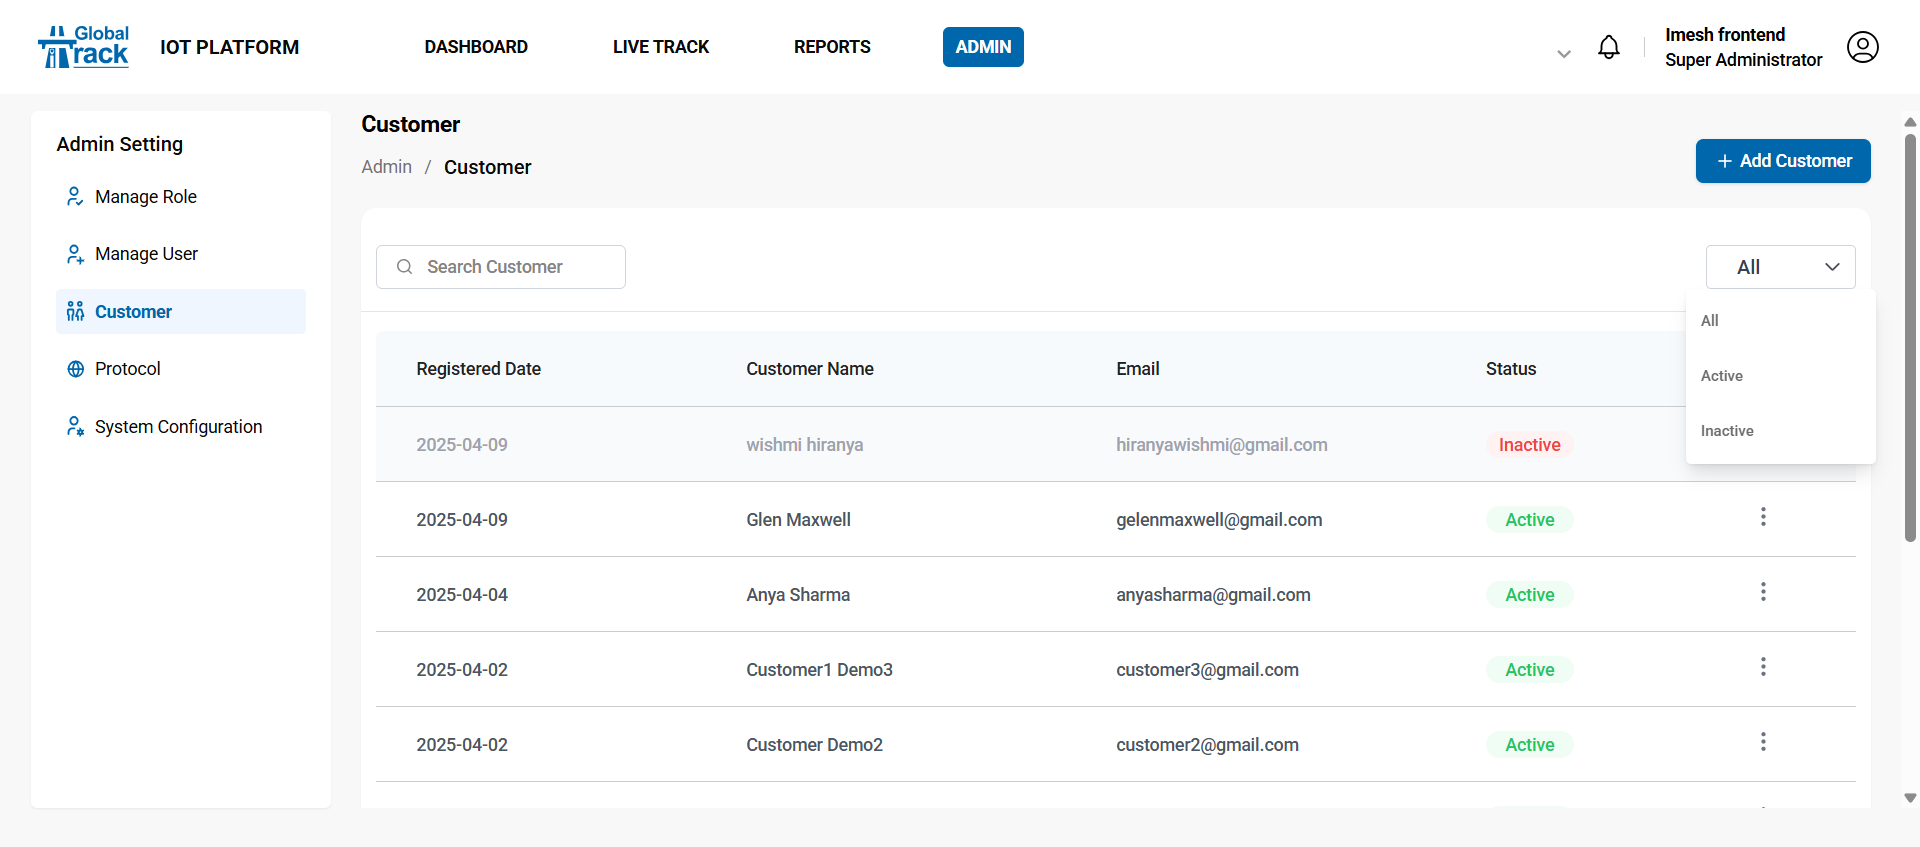 Global
Track
IOT PLATFORM
DASHBOARD
LIVE TRACK
REPORTS
ADMIN
Imesh frontend
Super Administrator
Admin Setting
Manage Role
Manage User
Customer
Protocol
System Configuration
Customer
Admin / Customer
+ Add Customer
Search Customer
All
All
Active
Inactive
Registered Date Customer Name Email Status
2025-04-09 wishmi hiranya hiranyawishmi@gmail.com Inactive
2025-04-09 Glen Maxwell gelenmaxwell@gmail.com Active
2025-04-04 Anya Sharma anyasharma@gmail.com Active
2025-04-02 Customer1 Demo3 customer3@gmail.com Active
2025-04-02 Customer Demo2 customer2@gmail.com Active